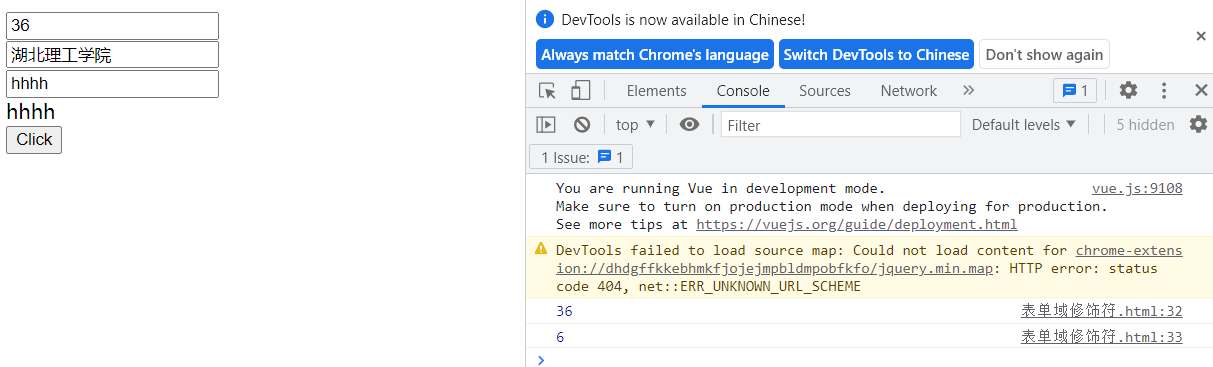 36
湖北理工学院
hhhh
hhhh
Click
DevTools is now available in Chinese!
Always match Chrome's language
Switch DevTools to Chinese
Don't show again
Elements
Console
Sources
Network
1
top
Filter
Default levels
5 hidden
1 Issue:
1
You are running Vue in development mode.
vue.js:9108
Make sure to turn on production mode when deploying for production.
See more tips at https://vuejs.org/guide/deployment.html
DevTools failed to load source map: Could not load content for chrome-exten
sion://dhdgffkkebhmkfjojejmpbldmpobfkfo/jquery.min.map: HTTP error: status
code 404, net::ERR_UNKNOWN_URL_SCHEME
36
表单域修饰符.html:32
6
表单域修饰符.html:33